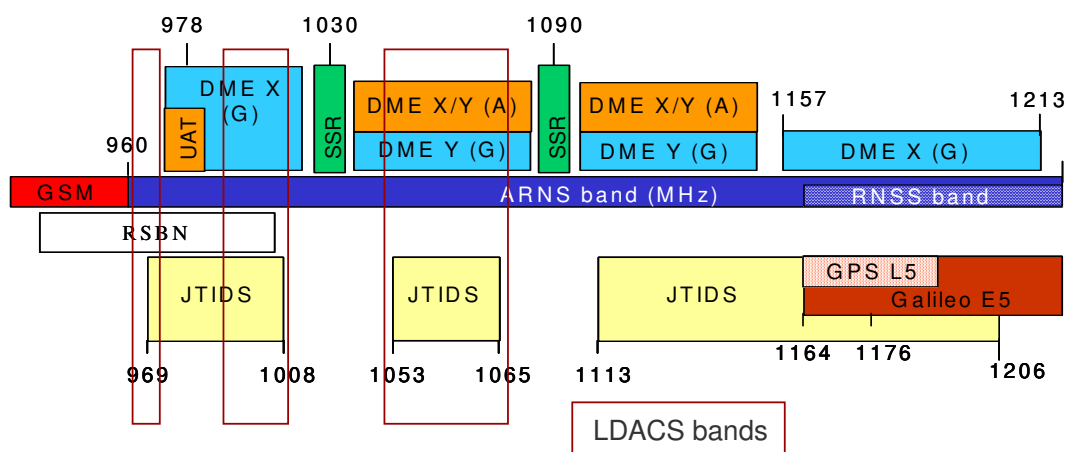 978
1030
1090
DME X
(G)
UAT
SSR
DME X/Y (A)
DME Y (G)
SSR
DME X/Y (A)
DME Y (G)
1157
1213
DME X (G)
960
GSM
ARNS band (MHz)
RNSS band
RSBN
JTIDS
JTIDS
JTIDS
GPS L5
Galileo E5
969
1008
1053
1065
1113
1164
1176
1206
LDACS bands